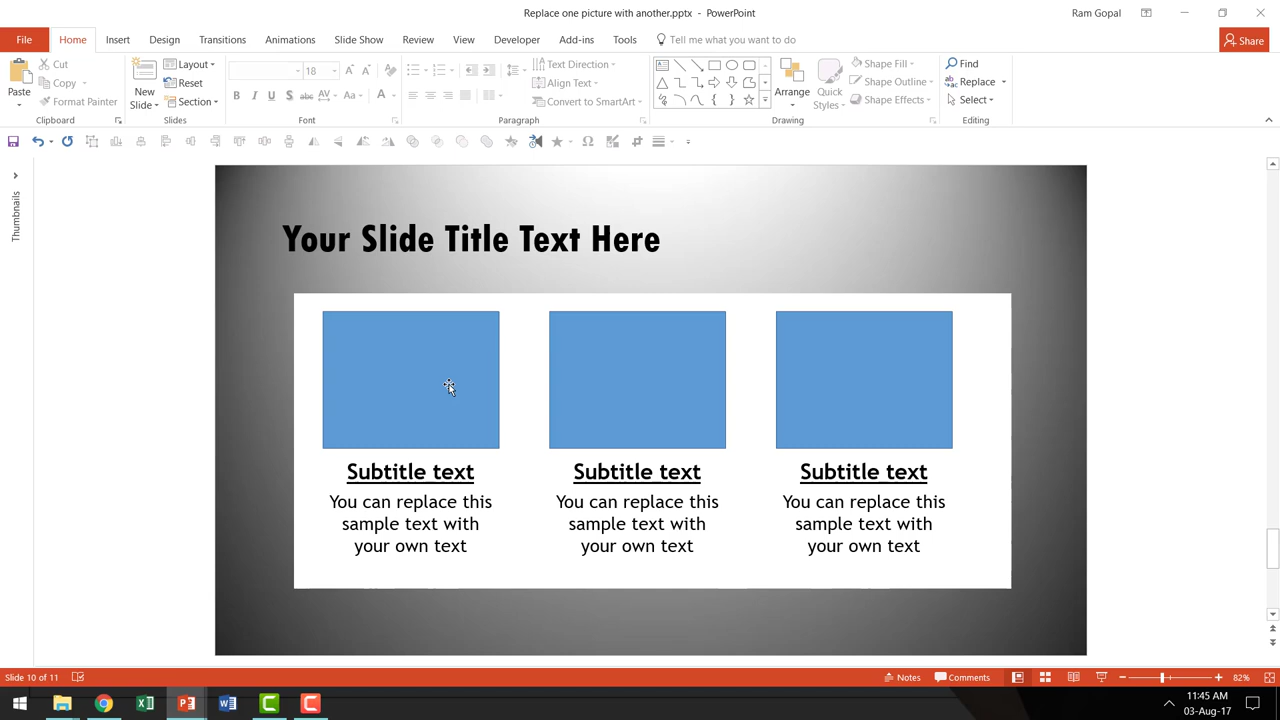 Replace one picture with another.pptx - PowerPoint
Ram Gopal
File Home Insert Design Transitions Animations Slide Show Review View Developer Add-ins Tools Tell me what you want to do Share
Paste
Cut
Copy
Format Painter
Clipboard
New Slide
Layout
Reset
Section
Slides
18
B I U S abc AV Aa A
Font
Text Direction
Align Text
Convert to SmartArt
Paragraph
Arrange
Quick Styles
Shape Fill
Shape Outline
Shape Effects
Drawing
Find
Replace
Select
Editing
Thumbnails
Your Slide Title Text Here
Subtitle text
You can replace this
sample text with
your own text
Subtitle text
You can replace this
sample text with
your own text
Subtitle text
You can replace this
sample text with
your own text
Slide 10 of 11
Notes
Comments
82%
11:45 AM
03-Aug-17